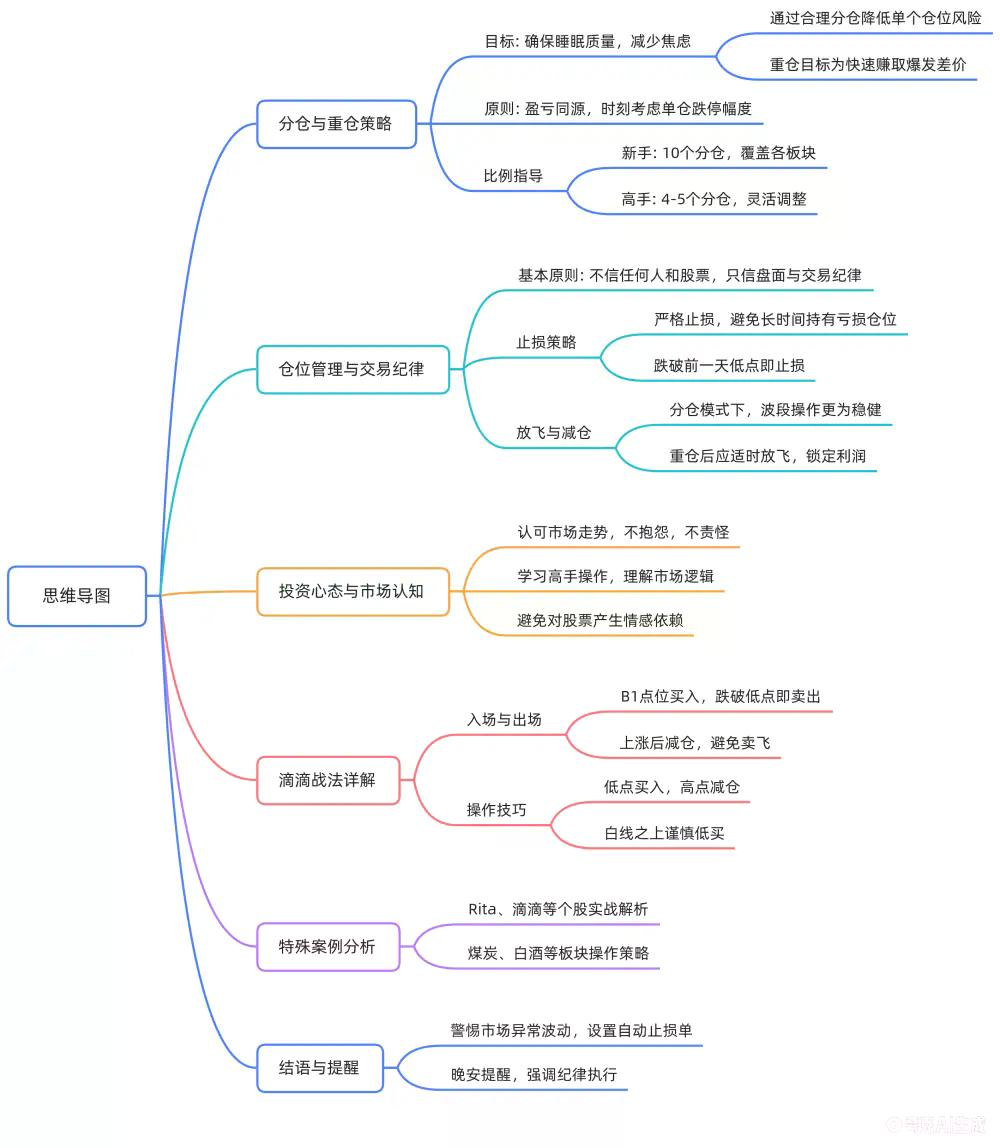 思维导图
分仓与重仓策略
目标: 确保睡眠质量，减少焦虑
通过合理分仓降低单个仓位风险
重仓目标为快速赚取爆发差价
原则: 盈亏同源，时刻考虑单仓跌停幅度
比例指导
新手: 10个分仓，覆盖各板块
高手: 4-5个分仓，灵活调整
仓位管理与交易纪律
基本原则: 不信任何人和股票，只信盘面与交易纪律
止损策略
严格止损，避免长时间持有亏损仓位
跌破前一天低点即止损
放飞与减仓
分仓模式下，波段操作更为稳健
重仓后应适时放飞，锁定利润
投资心态与市场认知
认可市场走势，不抱怨，不责怪
学习高手操作，理解市场逻辑
避免对股票产生情感依赖
滴滴战法详解
入场与出场
B1点位买入，跌破低点即卖出
上涨后减仓，避免卖飞
操作技巧
低点买入，高点减仓
白线之上谨慎低买
特殊案例分析
Rita、滴滴等个股实战解析
煤炭、白酒等板块操作策略
结语与提醒
警惕市场异常波动，设置自动止损单
晚安提醒，强调纪律执行
AI生成